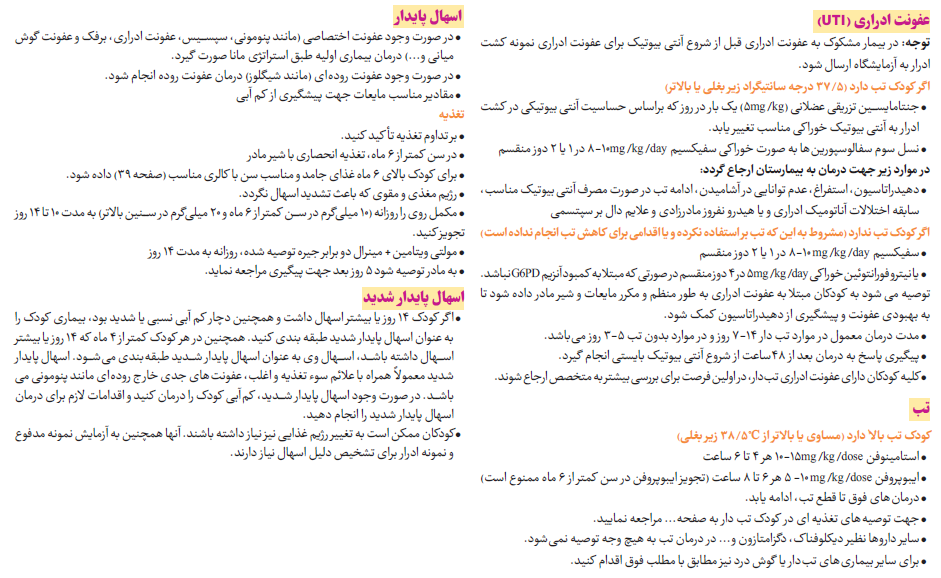 عفونت ادراری (UTI)
توجه: در بیمار مشکوک به عفونت ادراری قبل از شروع آنتی بیوتیک برای عفونت ادراری نمونه کشت
ادرار به آزمایشگاه ارسال شود.
اگر کودک تب دارد (۳۷/۵ درجه سانتیگراد زیر بغلی یا بالاتر)
• جنتامایسین تزریقی عضلانی (۵mg/kg) یک بار در روز که براساس حساسیت آنتی بیوتیکی در کشت
ادرار به آنتی بیوتیک خوراکی مناسب تغییر یابد.
• نسل سوم سفالوسپورین ها به صورت خوراکی سفیکسیم ۸-۱۰mg/kg/day در ۱ یا ۲ دوز منقسم
در موارد زیر جهت درمان به بیمارستان ارجاع گردد:
• دهیدراتاسیون، استفراغ، عدم توانایی در آشامیدن، ادامه تب در صورت مصرف آنتی بیوتیک مناسب،
سابقه اختلالات آناتومیک ادراری و یا هیدرو نفروز مادرزادی و علایم دال بر سپتسمی
اگر کودک تب ندارد (مشروط به این که تب بر استفاده نکرده و یا اقدامی برای کاهش تب انجام نداده است)
• سفیکسیم ۸-۱۰mg/kg/day در ۱ یا ۲ دوز منقسم
• یا نیتروفورانتوئین خوراکی ۵mg/kg/day در ۴ دوز منقسم در صورتی که مبتلا به کمبود آنزیم G6PD نباشد.
توصیه می شود به کودکان مبتلا به عفونت ادراری به طور منظم و مکرر مایعات و شیر مادر داده شود تا
به بهبودی عفونت و پیشگیری از دهیدراتاسیون کمک شود.
• مدت درمان معمول در موارد تب دار ۱۴-۷ روز و در موارد بدون تب ۵-۳ روز می‌باشد.
• پیگیری پاسخ به درمان بعد از ۴۸ ساعت از شروع آنتی بیوتیک بایستی انجام گیرد.
• کلیه کودکان دارای عفونت ادراری تب‌دار، در اولین فرصت برای بررسی بیشتر به متخصص ارجاع شوند.
تب
کودک تب بالا دارد (مساوی یا بالاتر از ۳۸/۵°C زیر بغلی)
• استامینوفن ۱۰-۱۵mg/kg/dose هر ۴ تا ۶ ساعت
• ایبوپروفن ۵-۱۰mg/kg/dose هر ۶ تا ۸ ساعت (تجویز ایبوپروفن در سن کمتر از ۶ ماه ممنوع است)
• درمان های فوق تا قطع تب، ادامه یابد.
• جهت توصیه های تغذیه ای در کودک تب دار به صفحه... مراجعه نمایید.
• سایر داروها نظیر دیکلوفناک، دگزامتازون و... در درمان تب به هیچ وجه توصیه نمی شود.
• برای سایر بیماری های تب‌دار یا گوش درد نیز مطابق با مطلب فوق اقدام کنید.
اسهال پایدار
• در صورت وجود عفونت اختصاصی (مانند پنومونی، سپسیس، عفونت ادراری، برفک و عفونت گوش
میانی و...) درمان بیماری اولیه طبق استراتژی مانا صورت گیرد.
• در صورت وجود عفونت روده‌ای (مانند شیگلوز) درمان عفونت روده انجام شود.
• مقادیر مناسب مایعات جهت پیشگیری از کم آبی
تغذیه
• بر تداوم تغذیه تأکید کنید.
• در سن کمتر از ۶ ماه، تغذیه انحصاری با شیر مادر
• برای کودک بالای ۶ ماه غذای جامد و مناسب سن با کالری مناسب (صفحه ۳۹) داده شود.
• رژیم مغذی و مقوی که باعث تشدید اسهال نگردد.
• مکمل روی را روزانه (۱۰ میلی‌گرم در سن کمتر از ۶ ماه و ۲۰ میلی‌گرم در سنین بالاتر) به مدت ۱۰ تا ۱۴ روز
تجویز کنید.
• مولتی ویتامین + مینرال دو برابر جیره توصیه شده، روزانه به مدت ۱۴ روز
• به مادر توصیه شود ۵ روز بعد جهت پیگیری مراجعه نماید.
اسهال پایدار شدید
• اگر کودک ۱۴ روز یا بیشتر اسهال داشت و همچنین دچار کم آبی نسبی یا شدید بود، بیماری کودک را
به عنوان اسهال پایدار شدید طبقه بندی کنید. همچنین در هر کودک کمتر از ۴ ماه که ۱۴ روز یا بیشتر
اسهال داشته باشد، اسهال وی به عنوان اسهال پایدار شدید طبقه بندی می‌شود. اسهال پایدار
شدید معمولاً همراه با علائم سوء تغذیه و اغلب، عفونت های جدی خارج روده‌ای مانند پنومونی می
باشد. در صورت وجود اسهال پایدار شدید، کم‌آبی کودک را درمان کنید و اقدامات لازم برای درمان
اسهال پایدار شدید را انجام دهید.
• کودکان ممکن است به تغییر رژیم غذایی نیز نیاز داشته باشند. آنها همچنین به آزمایش نمونه مدفوع
و نمونه ادرار برای تشخیص دلیل اسهال نیاز دارند.